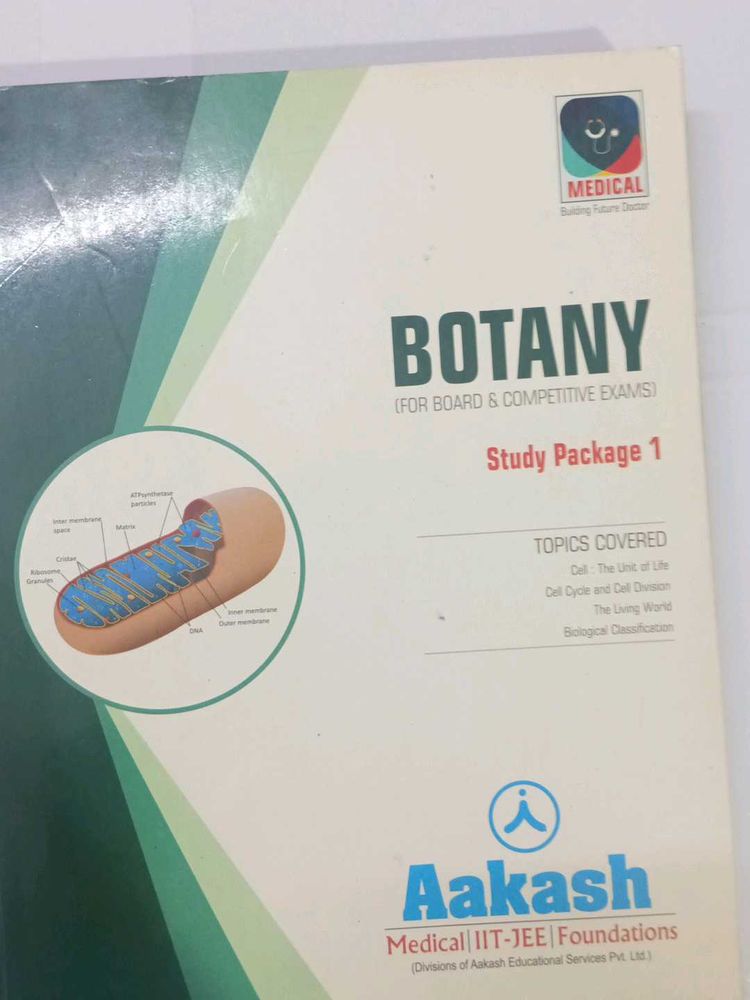 MEDICAL
Building Future Doctor
BOTANY
(FOR BOARD & COMPETITIVE EXAMS)
Study Package 1
ATPsynthetase
particles
Inter membrane
space
Matrix
Cristae
Ribosome
Granules
Inner membrane
Outer membrane
DNA
TOPICS COVERED
Cell : The Unit of Life
Cell Cycle and Cell Division
The Living World
Biological Classification
Aakash
Medical|IIT-JEE|Foundations
(Divisions of Aakash Educational Services Pvt. Ltd.)